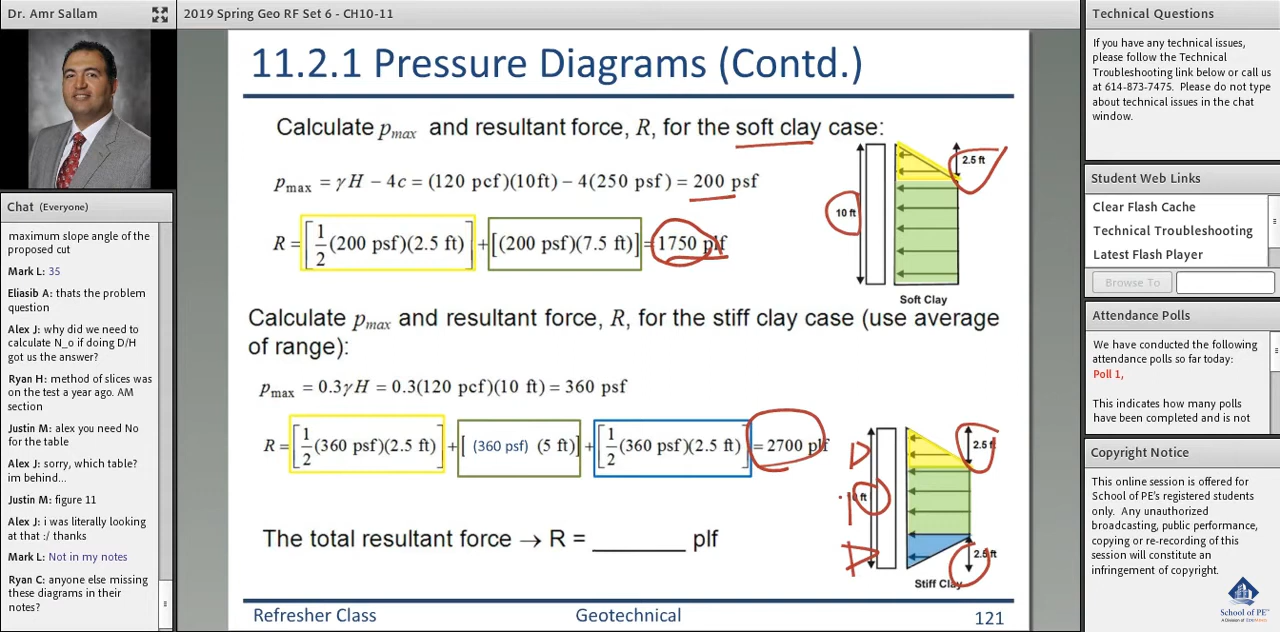 Dr. Amr Sallam
2019 Spring Geo RF Set 6 - CH10-11
Chat (Everyone)
maximum slope angle of the
proposed cut
Mark L: 35
Eliasib A: thats the problem
question
Alex J: why did we need to
calculate N_o if doing D/H
got us the answer?
Ryan H: method of slices was
on the test a year ago. AM
section
Justin M: alex you need No
for the table
Alex J: sorry, which table?
im behind...
Justin M: figure 11
Alex J: i was literally looking
at that :/ thanks
Mark L: Not in my notes
Ryan C: anyone else missing
these diagrams in their
notes?
11.2.1 Pressure Diagrams (Contd.)
Calculate pmax and resultant force, R, for the soft clay case:
pmax = γH − 4c = (120 pcf)(10ft) − 4(250 psf) = 200 psf
R = [1/2 (200 psf)(2.5 ft)] + [(200 psf)(7.5 ft)] = 1750 plf
2.5 ft
10 ft
Soft Clay
Calculate pmax and resultant force, R, for the stiff clay case (use average
of range):
pmax = 0.3γH = 0.3(120 pcf)(10 ft) = 360 psf
R = [1/2 (360 psf)(2.5 ft)] + [ (360 psf) (5 ft)] + [1/2 (360 psf)(2.5 ft)] = 2700 plf
2.5 ft
10 ft
2.5 ft
Stiff Clay
The total resultant force → R = _______ plf
Refresher Class
Geotechnical
121
Technical Questions
If you have any technical issues,
please follow the Technical
Troubleshooting link below or call us
at 614-873-7475. Please do not type
about technical issues in the chat
window.
Student Web Links
Clear Flash Cache
Technical Troubleshooting
Latest Flash Player
Browse To
Attendance Polls
We have conducted the following
attendance polls so far today:
Poll 1,
This indicates how many polls
have been completed and is not
Copyright Notice
This online session is offered for
School of PE's registered students
only. Any unauthorized
broadcasting, public performance,
copying or re-recording of this
session will constitute an
infringement of copyright.
School of PE™